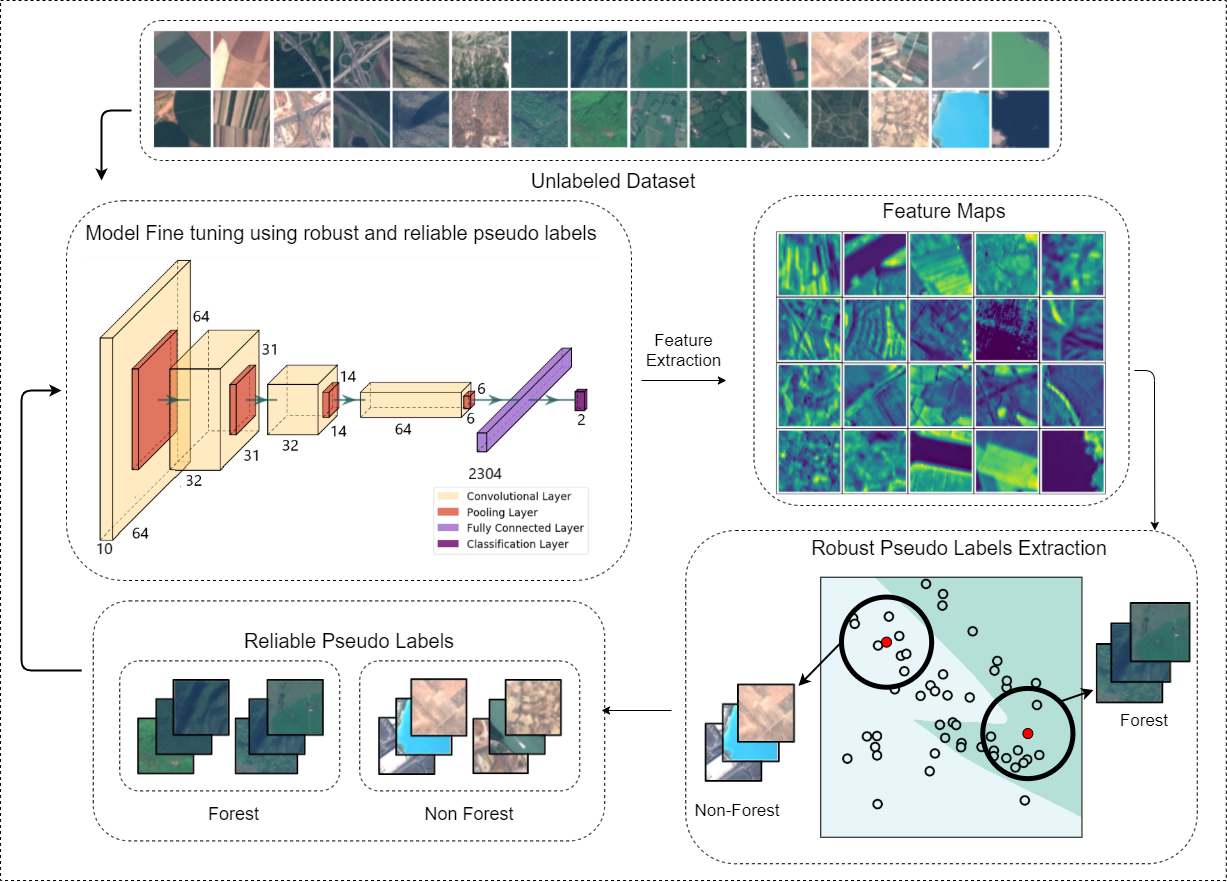 Unlabeled Dataset
Model Fine tuning using robust and reliable pseudo labels
64
31
14
6
6
2
14
64
32
31
32
2304
64
10
Convolutional Layer
Pooling Layer
Fully Connected Layer
Classification Layer
Feature
Extraction
Feature Maps
Robust Pseudo Labels Extraction
Forest
Non-Forest
Reliable Pseudo Labels
Forest
Non Forest